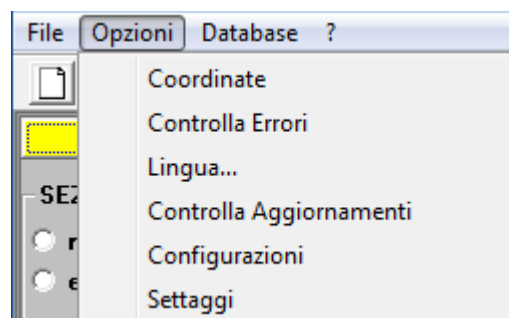 File Opzioni Database ?
Coordinate
Controlla Errori
Lingua...
Controlla Aggiornamenti
Configurazioni
Settaggi